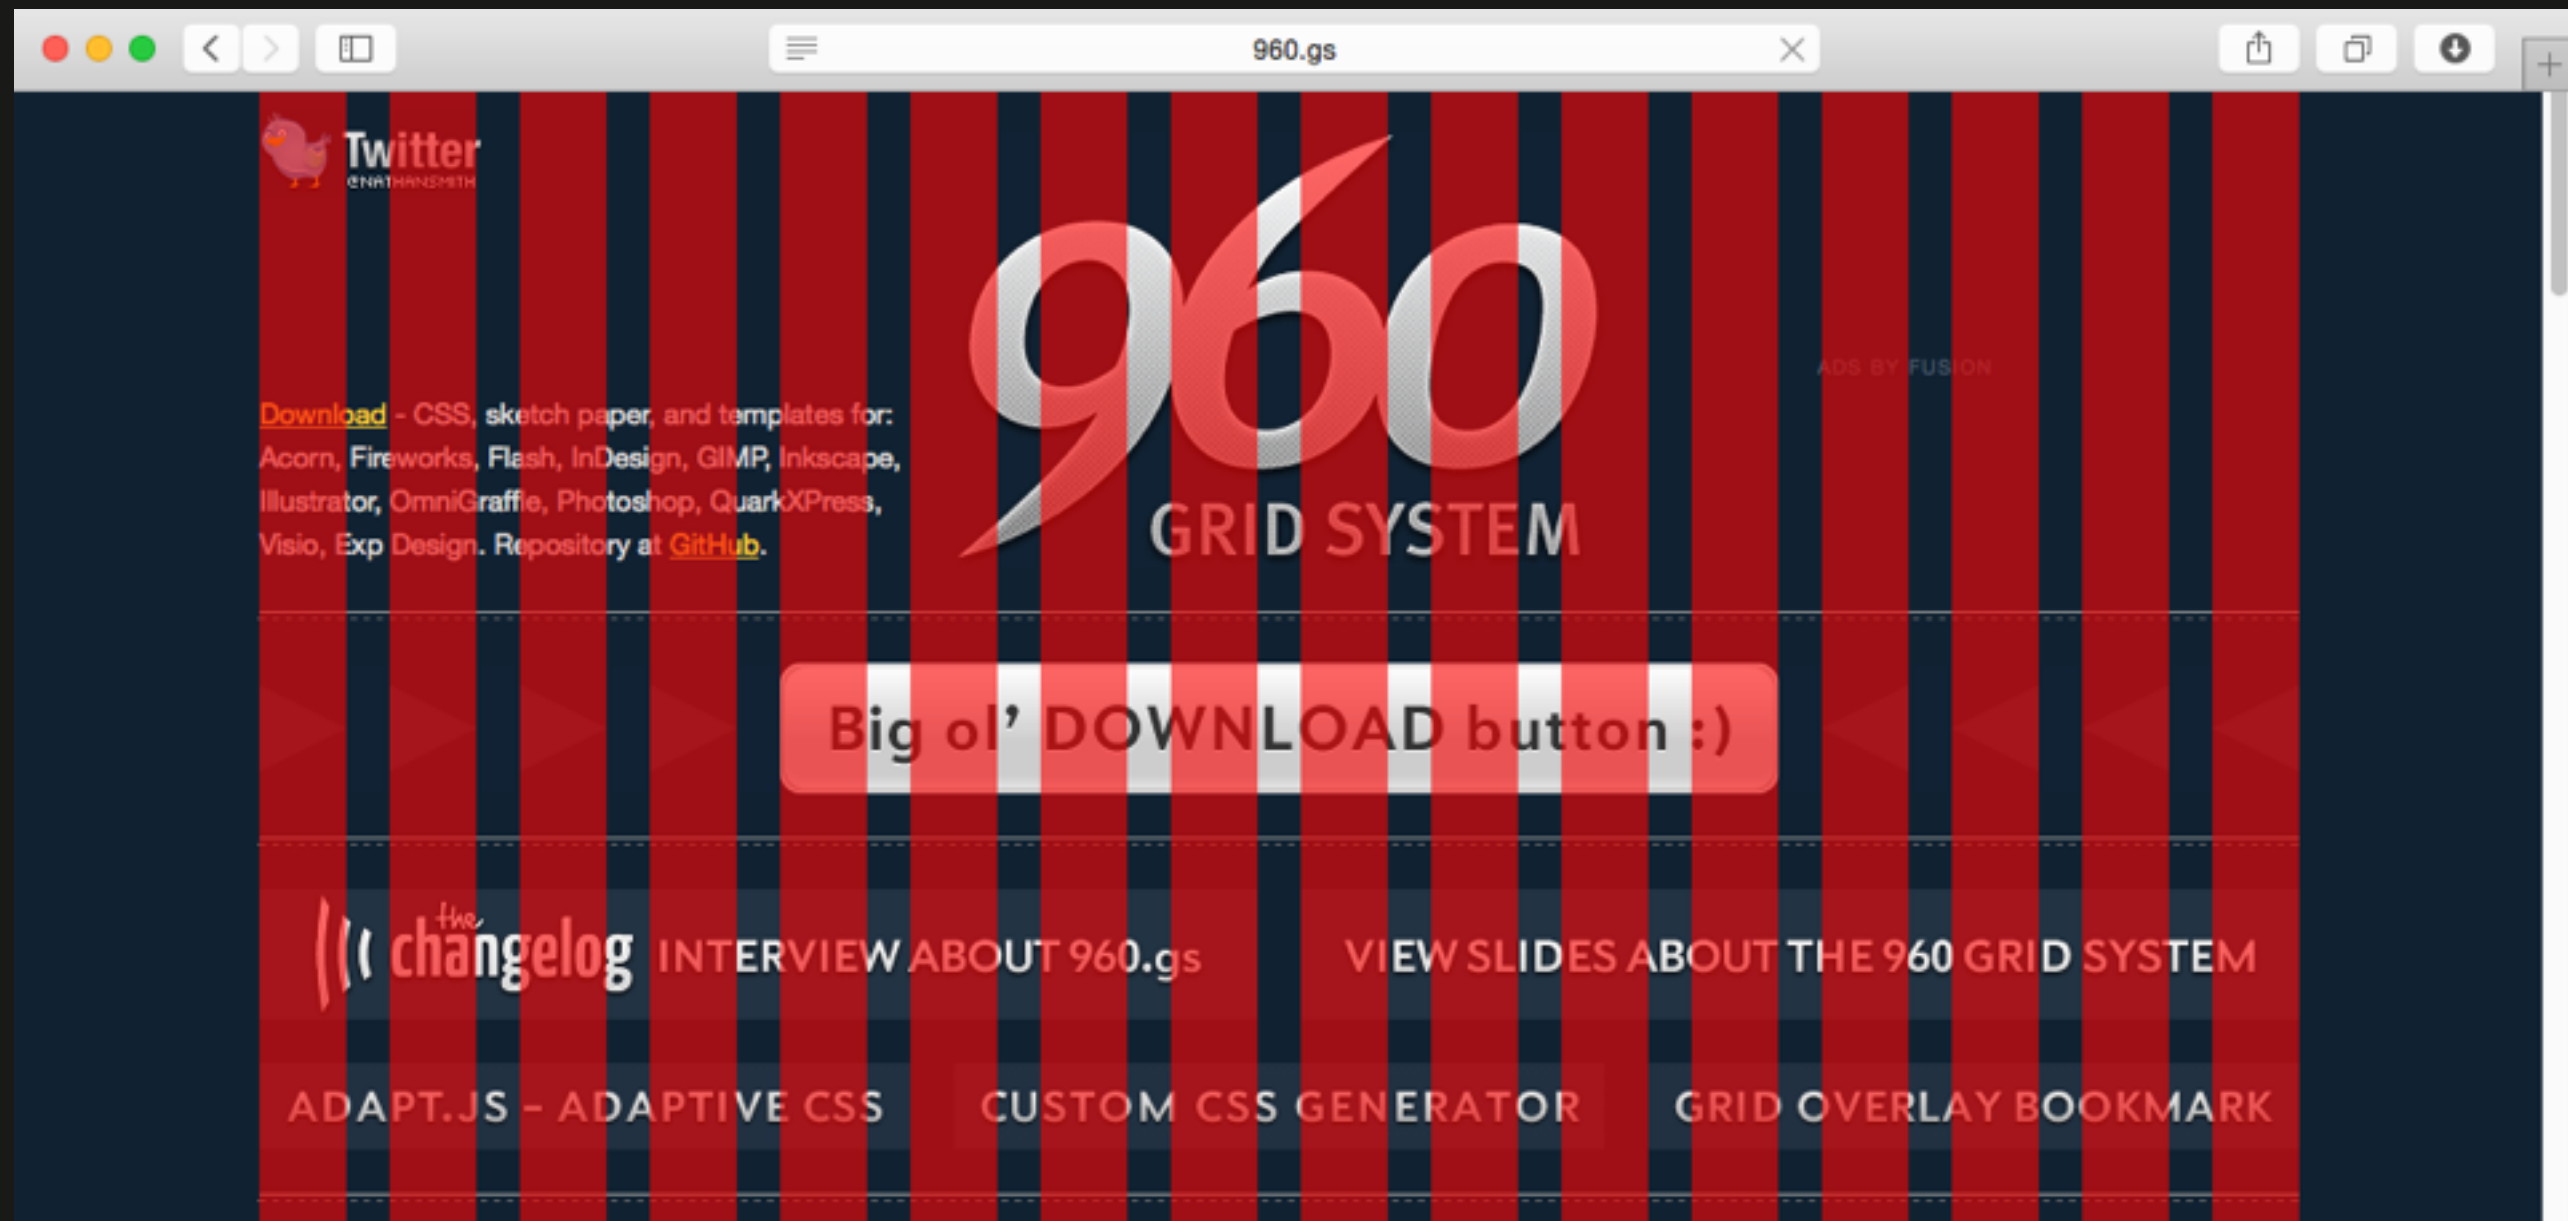 960.gs
Twitter
@NATHANSMITH
960
GRID SYSTEM
ADS BY FUSION
Download - CSS, sketch paper, and templates for:
Acorn, Fireworks, Flash, InDesign, GIMP, Inkscape,
Illustrator, OmniGraffle, Photoshop, QuarkXPress,
Visio, Exp Design. Repository at GitHub.
Big ol’ DOWNLOAD button :)
the changelog INTERVIEW ABOUT 960.gs
VIEW SLIDES ABOUT THE 960 GRID SYSTEM
ADAPT.JS – ADAPTIVE CSS
CUSTOM CSS GENERATOR
GRID OVERLAY BOOKMARK